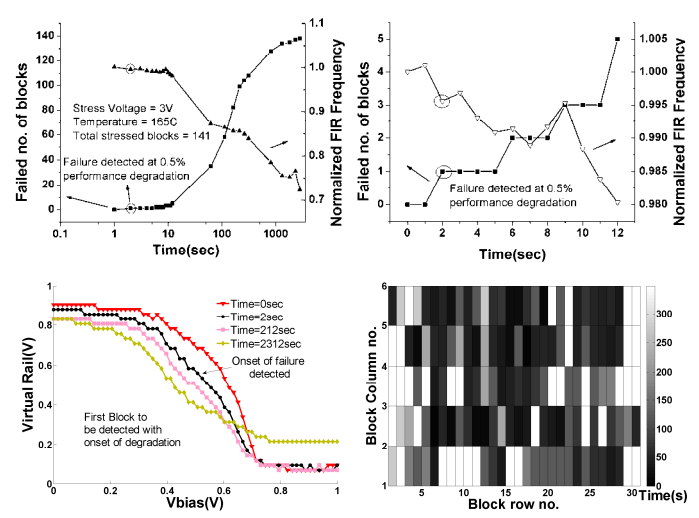 Failed no. of blocks
140
120
100
80
60
40
20
0
0.1
1
10
100
1000
Time(sec)
1.1
1.0
0.9
0.8
0.7
Normalized FIR Frequency
Stress Voltage = 3V
Temperature = 165C
Total stressed blocks = 141
Failure detected at 0.5%
performance degradation
Failed no. of blocks
5
4
3
2
1
0
0
2
4
6
8
10
12
Time(sec)
1.005
1.000
0.995
0.990
0.985
0.980
Normalized FIR Frequency
Failure detected at 0.5%
performance degradation
Virtual Rail(V)
1
0.8
0.6
0.4
0.2
0
0
0.2
0.4
0.6
0.8
1
Vbias(V)
Time=0sec
Time=2sec
Time=212sec
Time=2312sec
Onset of failure
detected
First Block to
be detected with
onset of degradation
Block Column no.
6
5
4
3
2
1
5
10
15
20
25
30
Block row no.
300
250
200
150
100
50
0
Time(s)